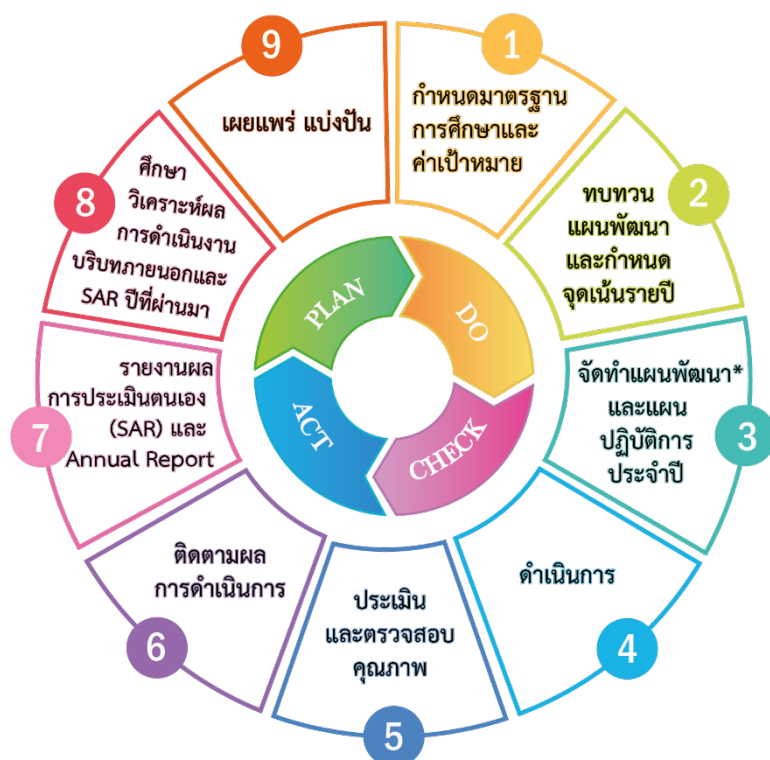 1
กำหนดมาตรฐาน
การศึกษาและ
ค่าเป้าหมาย
2
ทบทวน
แผนพัฒนา
และกำหนด
จุดเน้นรายปี
3
จัดทำแผนพัฒนา*
และแผน
ปฏิบัติการ
ประจำปี
4
ดำเนินการ
5
ประเมิน
และตรวจสอบ
คุณภาพ
6
ติดตามผล
การดำเนินการ
7
รายงานผล
การประเมินตนเอง
(SAR) และ
Annual Report
8
ศึกษา
วิเคราะห์ผล
การดำเนินงาน
บริบทภายนอกและ
SAR ปีที่ผ่านมา
9
เผยแพร่ แบ่งปัน
PLAN
DO
CHECK
ACT